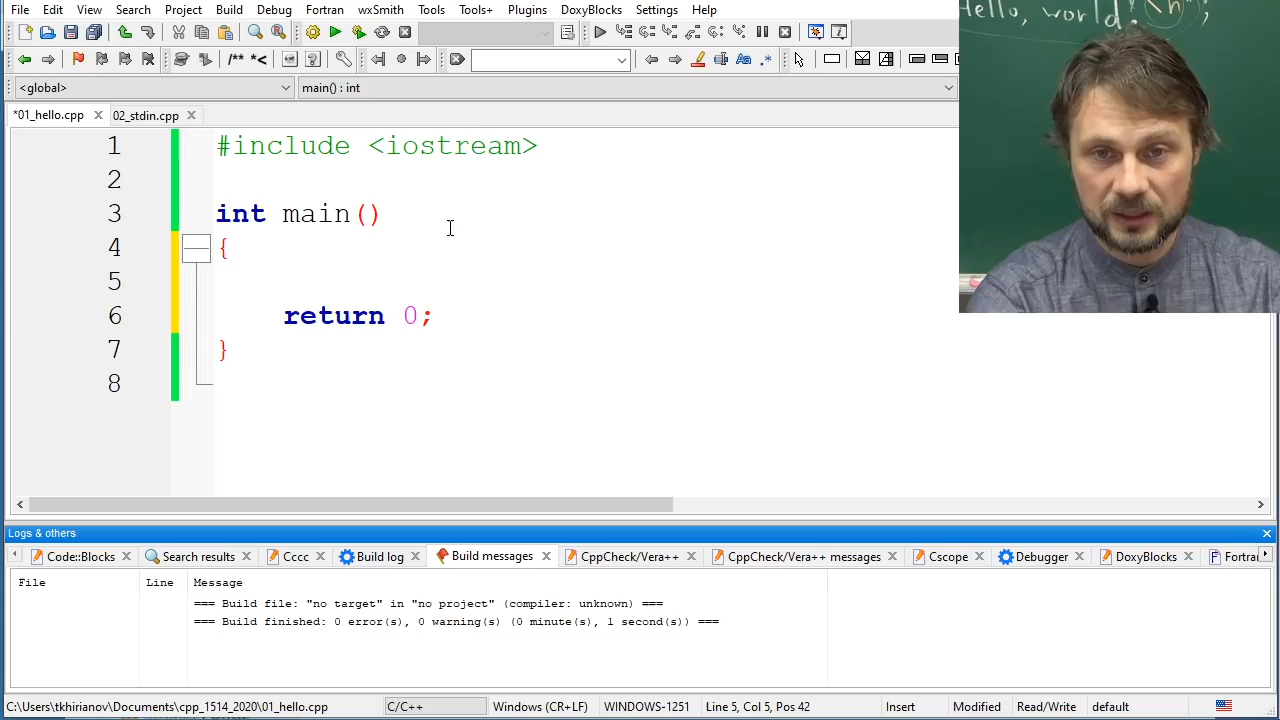 File Edit View Search Project Build Debug Fortran wxSmith Tools Tools+ Plugins DoxyBlocks Settings Help
Hello, world! \n";
/** *<
Aa .*
<global> main() : int
*01_hello.cpp 02_stdin.cpp
1 #include <iostream>
2
3 int main()
4 {
5
6 return 0;
7 }
8
Logs & others
Code::Blocks Search results Cccc Build log Build messages CppCheck/Vera++ CppCheck/Vera++ messages Cscope Debugger DoxyBlocks Fortra
File Line Message
=== Build file: "no target" in "no project" (compiler: unknown) ===
=== Build finished: 0 error(s), 0 warning(s) (0 minute(s), 1 second(s)) ===
C:\Users\tkhirianov\Documents\cpp_1514_2020\01_hello.cpp C/C++ Windows (CR+LF) WINDOWS-1251 Line 5, Col 5, Pos 42 Insert Modified Read/Write default